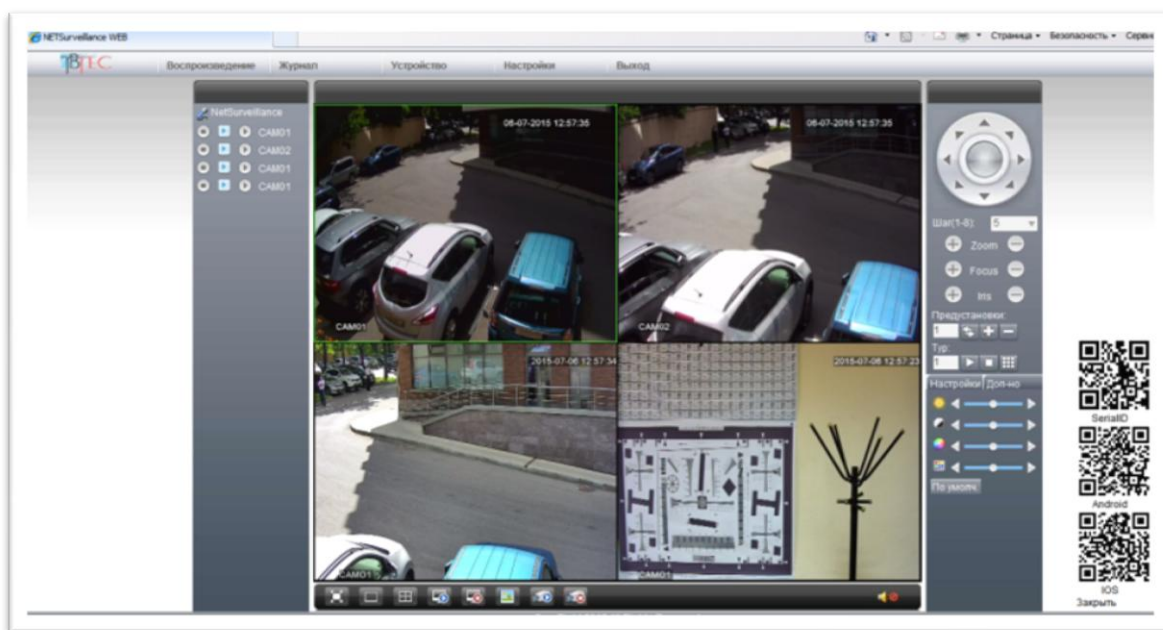 NETSurveillance WEB
Страница Безопасность Серви
TBTEC
Воспроизведение Журнал Устройство Настройки Выход
NetSurveillance
CAM01
CAM02
CAM01
CAM01
06-07-2015 12:57:35
CAM01
06-07-2015 12:57:35
CAM02
2015-07-06 12:57:34
CAM01
2015-07-06 12:57:23
CAM01
Шаг(1-8): 5
Zoom
Focus
Iris
Предустановки:
1
Тур:
1
Настройки Доп-но
По умолч.
SerialID
Android
IOS
Закрыть